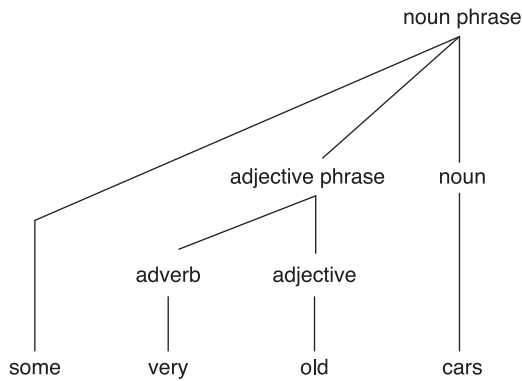 noun phrase
adjective phrase noun
adverb adjective
some very old cars